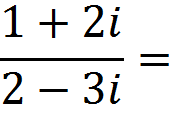 1 + 2i
2 − 3i =